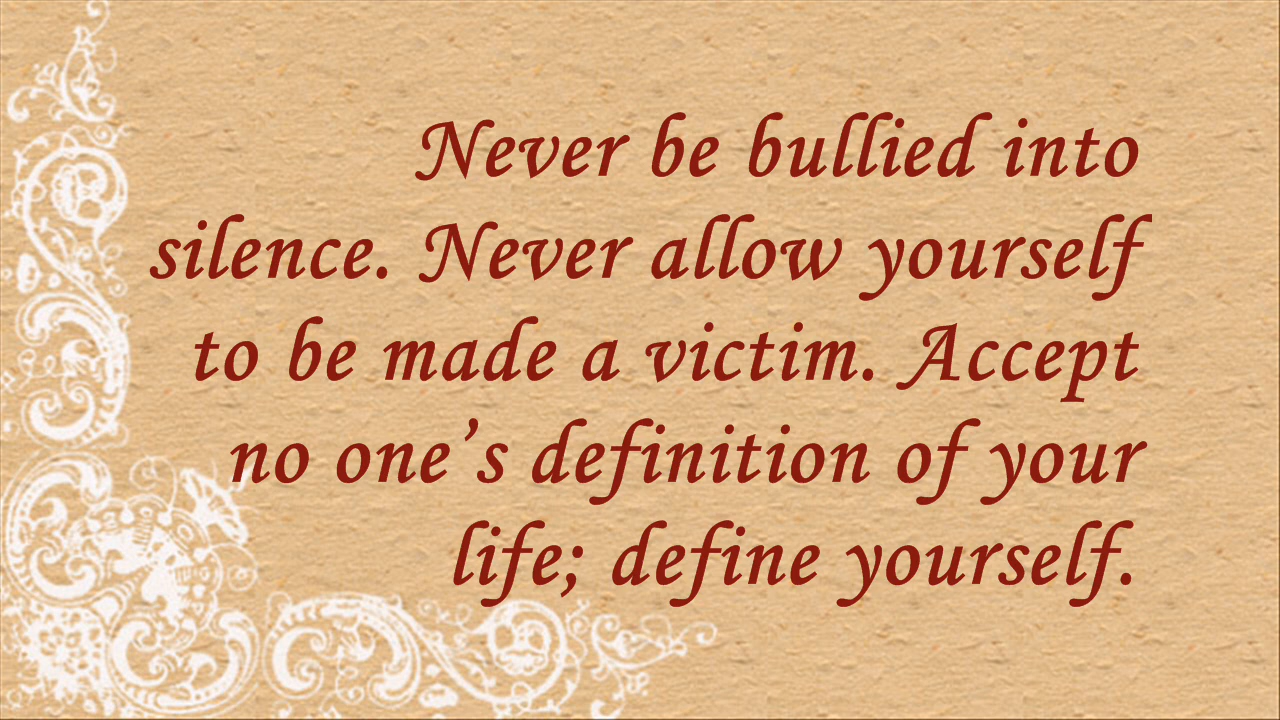 Never be bullied into
silence. Never allow yourself
to be made a victim. Accept
no one’s definition of your
life; define yourself.